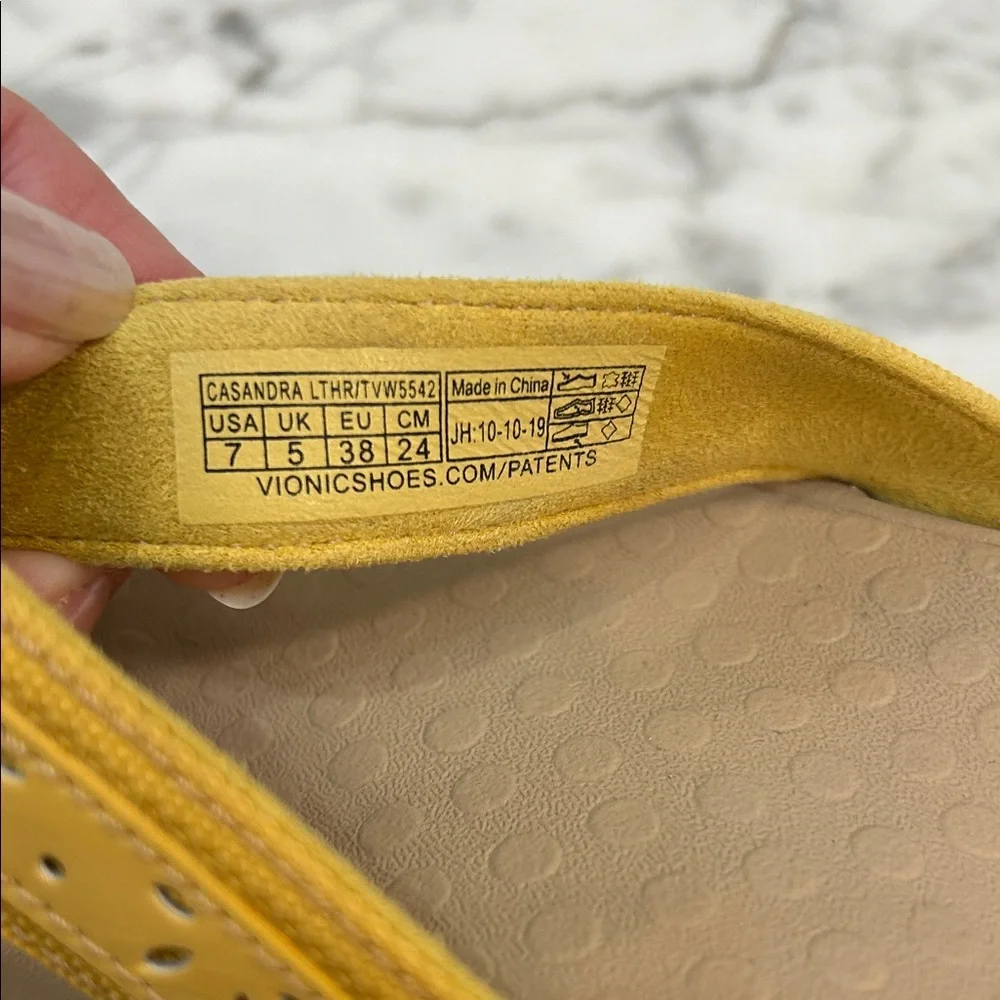 CASANDRA LTHR/TVW5542
USA UK EU CM
7 5 38 24
Made in China
JH:10-10-19
VIONICSHOES.COM/PATENTS